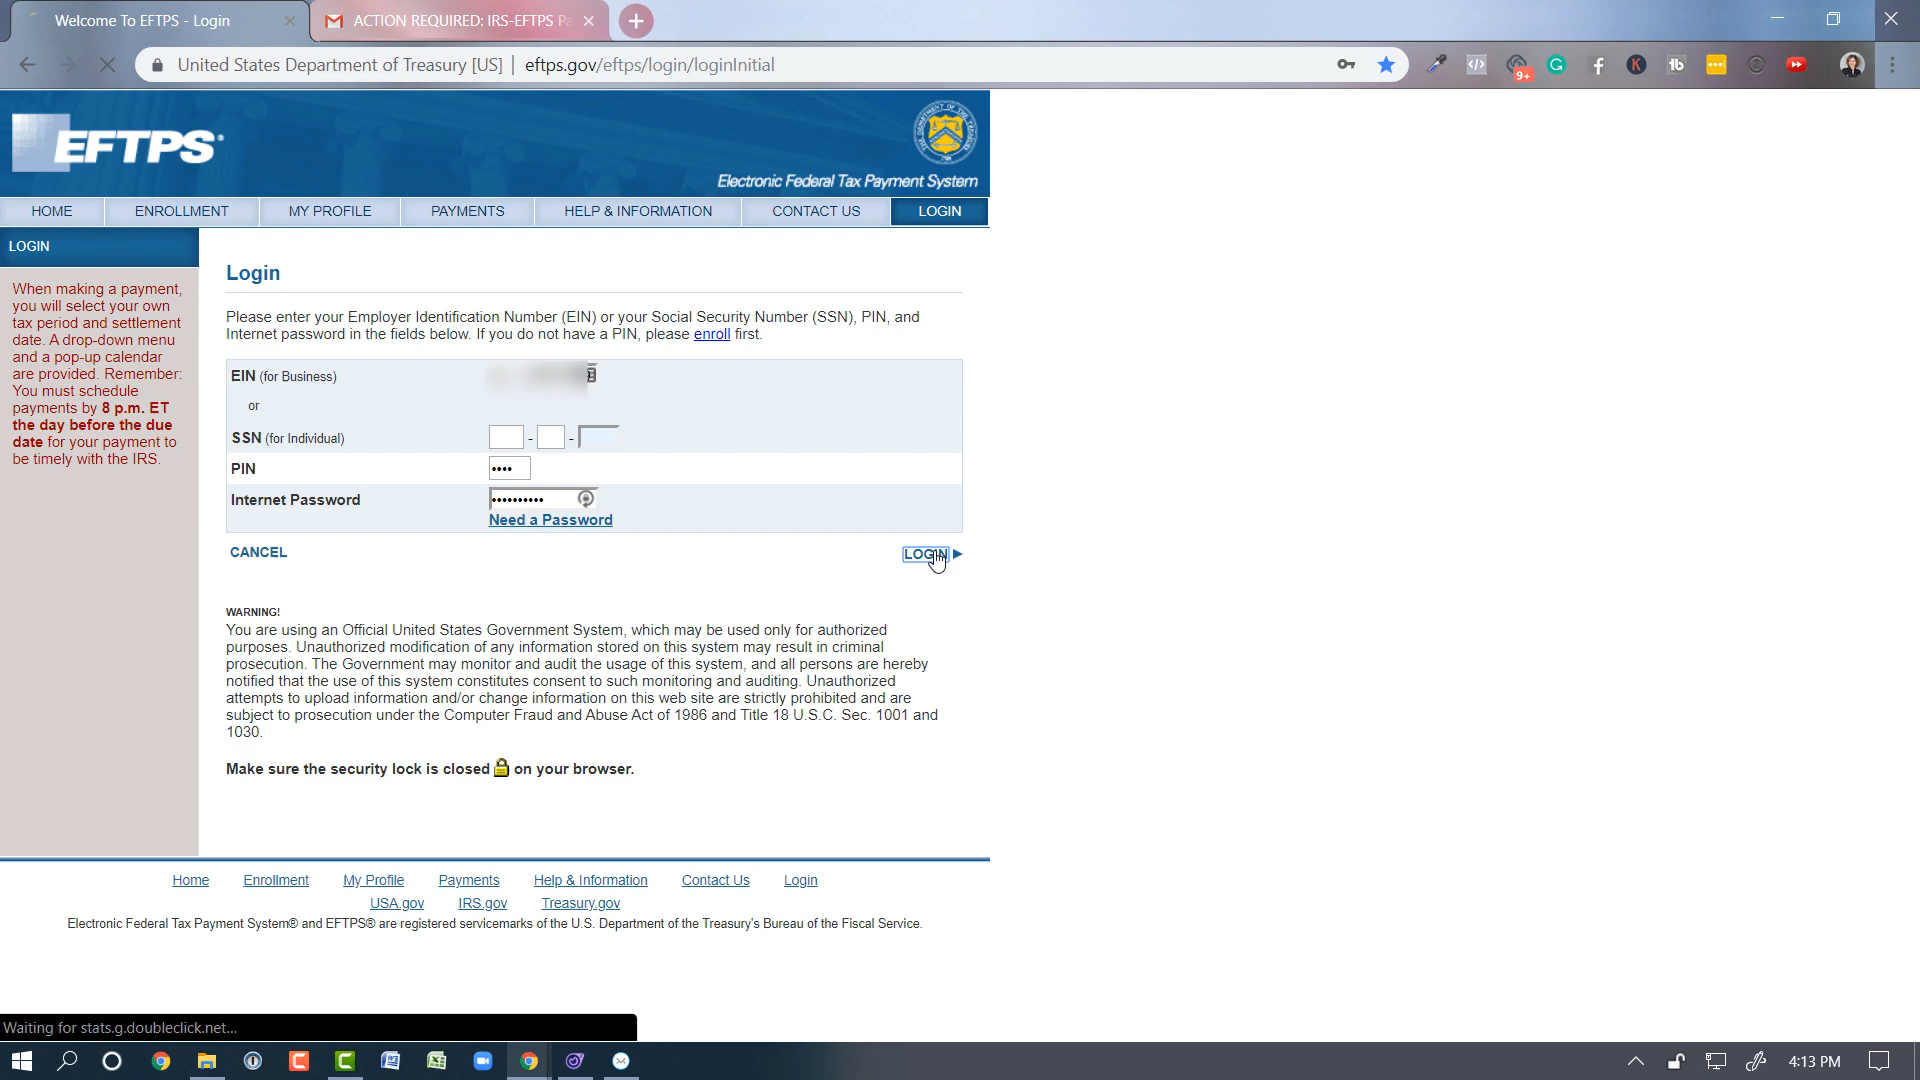 Welcome To EFTPS - Login
ACTION REQUIRED: IRS-EFTPS
United States Department of Treasury [US] | eftps.gov/eftps/login/loginInitial
9+
EFTPS
Electronic Federal Tax Payment System
HOME ENROLLMENT MY PROFILE PAYMENTS HELP & INFORMATION CONTACT US LOGIN
LOGIN
When making a payment,
you will select your own
tax period and settlement
date. A drop-down menu
and a pop-up calendar
are provided. Remember:
You must schedule
payments by 8 p.m. ET
the day before the due
date for your payment to
be timely with the IRS.
Login
Please enter your Employer Identification Number (EIN) or your Social Security Number (SSN), PIN, and
Internet password in the fields below. If you do not have a PIN, please enroll first.
EIN (for Business)
or
SSN (for Individual) - -
PIN ••••
Internet Password ••••••••••
Need a Password
CANCEL LOGIN
WARNING!
You are using an Official United States Government System, which may be used only for authorized
purposes. Unauthorized modification of any information stored on this system may result in criminal
prosecution. The Government may monitor and audit the usage of this system, and all persons are hereby
notified that the use of this system constitutes consent to such monitoring and auditing. Unauthorized
attempts to upload information and/or change information on this web site are strictly prohibited and are
subject to prosecution under the Computer Fraud and Abuse Act of 1986 and Title 18 U.S.C. Sec. 1001 and
1030.
Make sure the security lock is closed on your browser.
Home Enrollment My Profile Payments Help & Information Contact Us Login
USA.gov IRS.gov Treasury.gov
Electronic Federal Tax Payment System® and EFTPS® are registered servicemarks of the U.S. Department of the Treasury's Bureau of the Fiscal Service.
Waiting for stats.g.doubleclick.net...
4:13 PM